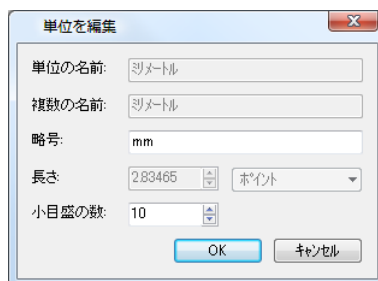 単位を編集
単位の名前: ミリメートル
複数の名前: ミリメートル
略号: mm
長さ: 2.83465 ポイント
小目盛の数: 10
OK キャンセル